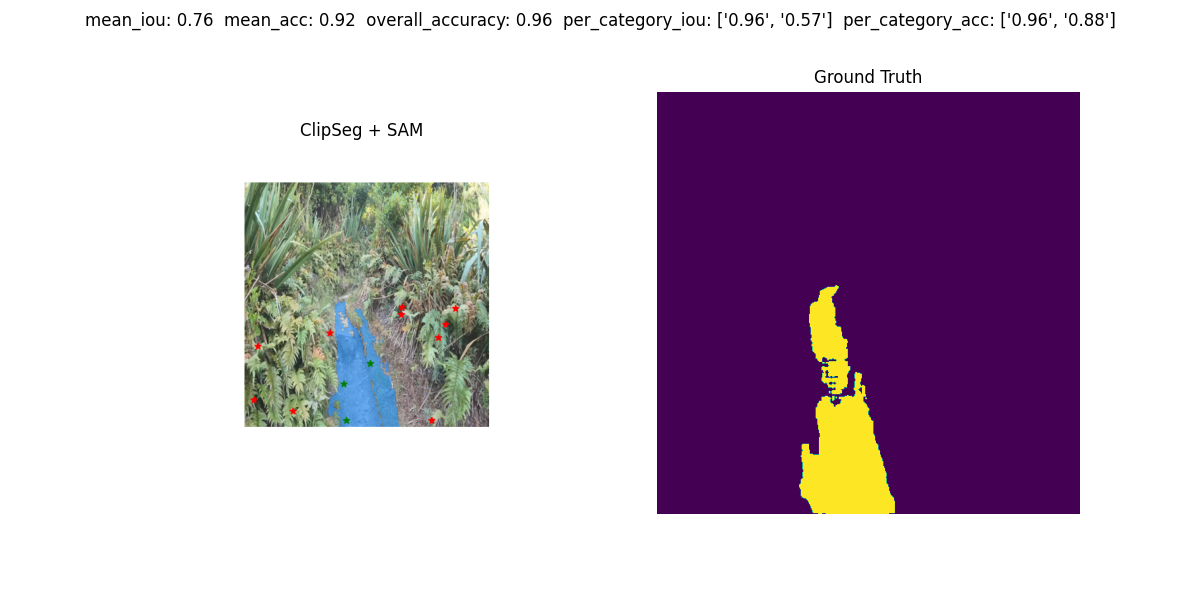 mean_iou: 0.76  mean_acc: 0.92  overall_accuracy: 0.96  per_category_iou: ['0.96', '0.57']  per_category_acc: ['0.96', '0.88']
Ground Truth
ClipSeg + SAM